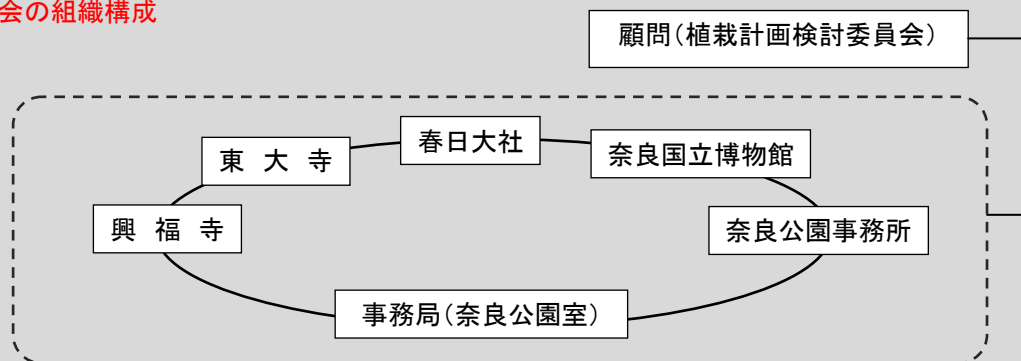 会の組織構成
顧問(植栽計画検討委員会)
春日大社
東 大 寺
奈良国立博物館
興 福 寺
奈良公園事務所
事務局(奈良公園室)